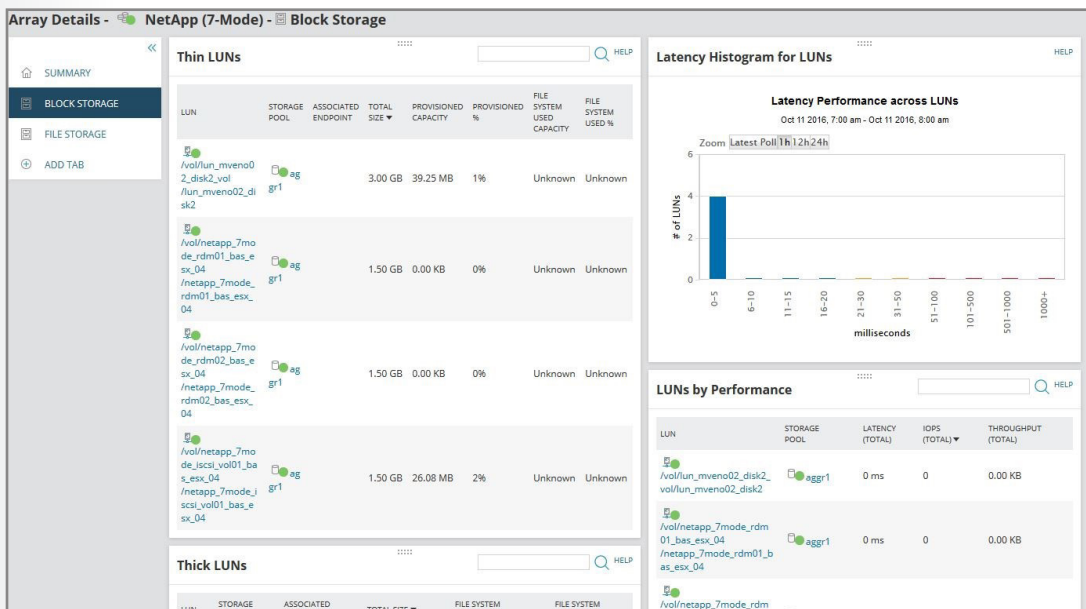 Array Details - NetApp (7-Mode) - Block Storage
«
SUMMARY
BLOCK STORAGE
FILE STORAGE
ADD TAB
Thin LUNs
HELP
LUN
STORAGE POOL
ASSOCIATED ENDPOINT
TOTAL SIZE ▼
PROVISIONED CAPACITY
PROVISIONED %
FILE SYSTEM USED CAPACITY
FILE SYSTEM USED %
/vol/lun_mveno0
2_disk2_vol
/lun_mveno02_di
sk2
ag
gr1
3.00 GB 39.25 MB 1% Unknown Unknown
/vol/netapp_7mo
de_rdm01_bas_e
sx_04
/netapp_7mode_
rdm01_bas_esx_
04
ag
gr1
1.50 GB 0.00 KB 0% Unknown Unknown
/vol/netapp_7mo
de_rdm02_bas_e
sx_04
/netapp_7mode_
rdm02_bas_esx_
04
ag
gr1
1.50 GB 0.00 KB 0% Unknown Unknown
/vol/netapp_7mo
de_iscsi_vol01_ba
s_esx_04
/netapp_7mode_i
scsi_vol01_bas_e
sx_04
ag
gr1
1.50 GB 26.08 MB 2% Unknown Unknown
Thick LUNs
HELP
LUN
STORAGE
ASSOCIATED
TOTAL SIZE ▼
FILE SYSTEM
FILE SYSTEM
Latency Histogram for LUNs
HELP
Latency Performance across LUNs
Oct 11 2016, 7:00 am - Oct 11 2016, 8:00 am
Zoom Latest Poll 1h 12h 24h
# of LUNs
6
4
2
0
0-5
6-10
11-15
16-20
21-30
31-50
51-100
101-500
501-1000
1000+
milliseconds
LUNs by Performance
HELP
LUN
STORAGE POOL
LATENCY (TOTAL)
IOPS (TOTAL) ▼
THROUGHPUT (TOTAL)
/vol/lun_mveno02_disk2_
vol/lun_mveno02_disk2
aggr1
0 ms 0 0.00 KB
/vol/netapp_7mode_rdm
01_bas_esx_04
/netapp_7mode_rdm01_b
as_esx_04
aggr1
0 ms 0 0.00 KB
/vol/netapp_7mode_rdm